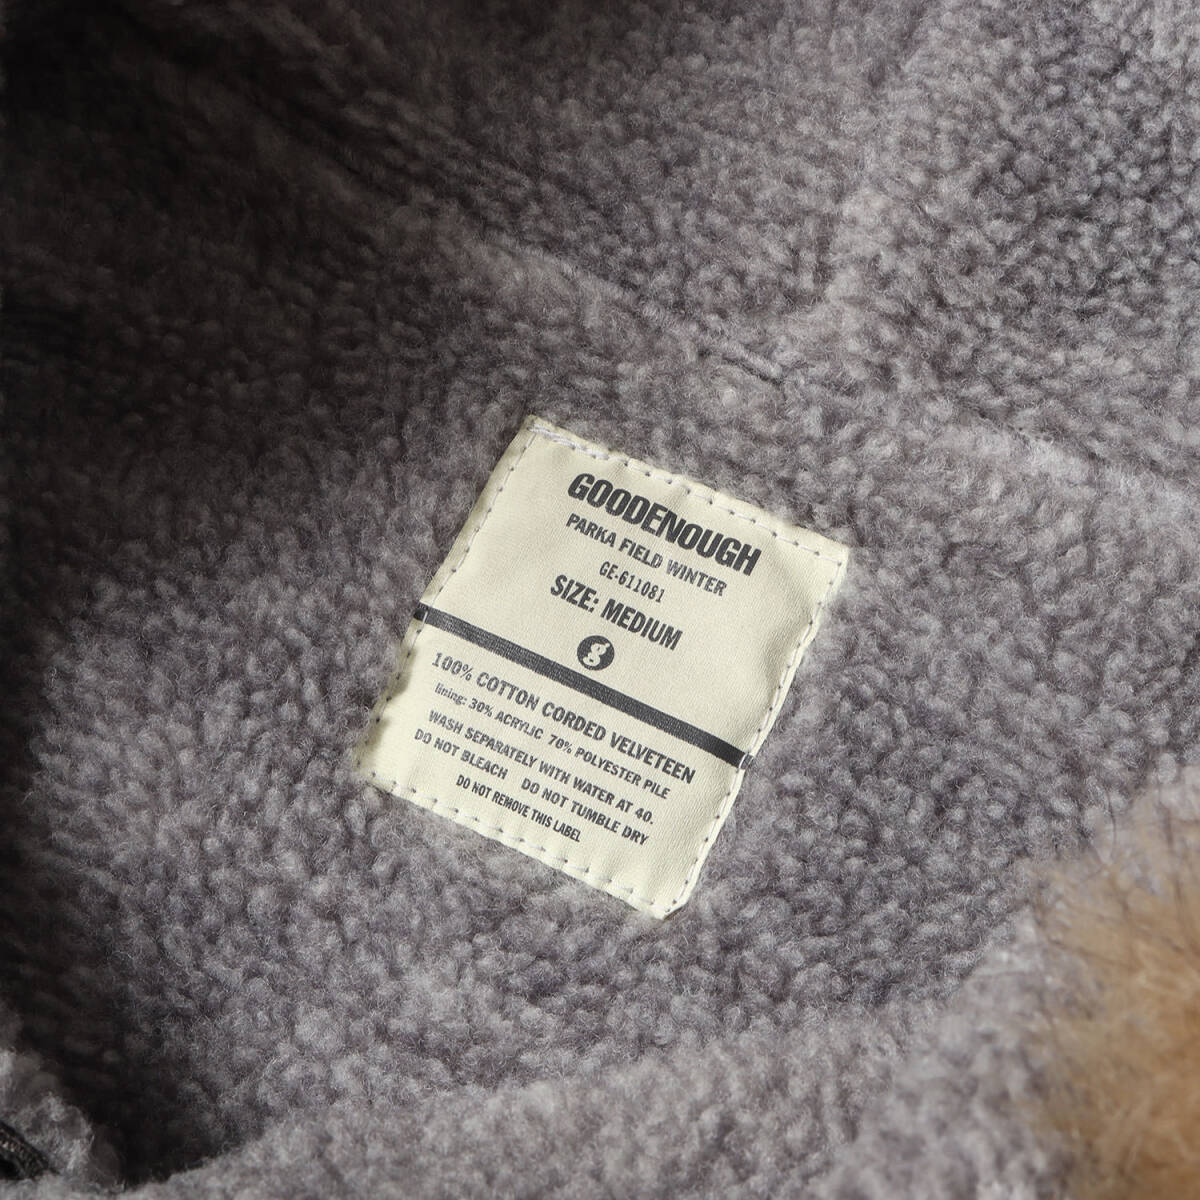 GOODENOUGH
PARKA FIELD WINTER
GE-611081
SIZE: MEDIUM
g
100% COTTON CORDED VELVETEEN
lining: 30% ACRYLIC 70% POLYESTER PILE
WASH SEPARATELY WITH WATER AT 40.
DO NOT BLEACH DO NOT TUMBLE DRY
DO NOT REMOVE THIS LABEL